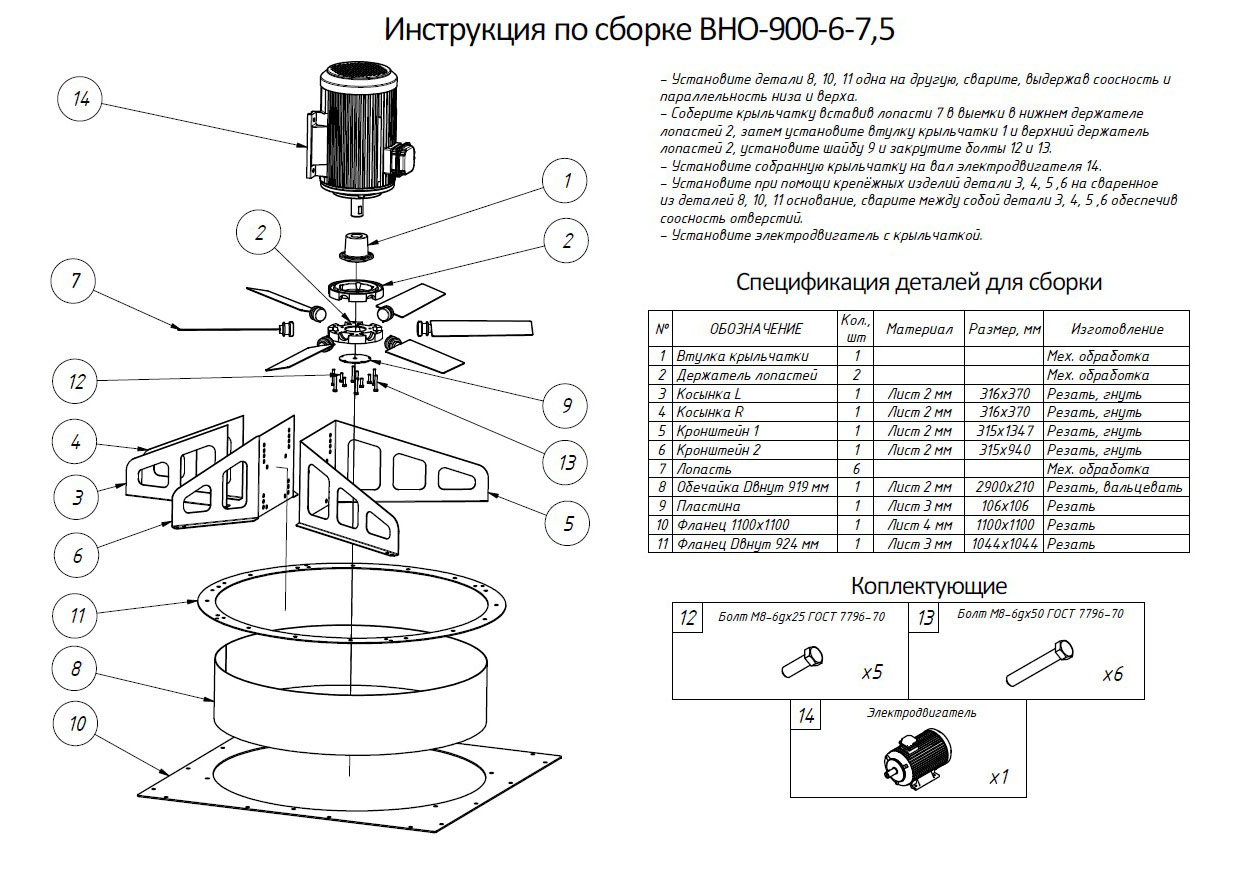 Инструкция по сборке ВНО-900-6-7,5
– Установите детали 8, 10, 11 одна на другую, сварите, выдержав соосность и
параллельность низа и верха.
– Соберите крыльчатку вставив лопасти 7 в выемки в нижнем держателе
лопастей 2, затем установите втулку крыльчатки 1 и верхний держатель
лопастей 2, установите шайбу 9 и закрутите болты 12 и 13.
– Установите собранную крыльчатку на вал электродвигателя 14.
– Установите при помощи крепёжных изделий детали 3, 4, 5 ,6 на сваренное
из деталей 8, 10, 11 основание, сварите между собой детали 3, 4, 5 ,6 обеспечив
соосность отверстий.
– Установите электродвигатель с крыльчаткой.
14
1
2
2
7
12
9
4
13
3
5
6
11
8
10
Спецификация деталей для сборки
№ ОБОЗНАЧЕНИЕ Кол., шт Материал Размер, мм Изготовление
1 Втулка крыльчатки 1 Мех. обработка
2 Держатель лопастей 2 Мех. обработка
3 Косынка L 1 Лист 2 мм 316х370 Резать, гнуть
4 Косынка R 1 Лист 2 мм 316х370 Резать, гнуть
5 Кронштейн 1 1 Лист 2 мм 315х1347 Резать, гнуть
6 Кронштейн 2 1 Лист 2 мм 315х940 Резать, гнуть
7 Лопасть 6 Мех. обработка
8 Обечайка Dвнут 919 мм 1 Лист 2 мм 2900х210 Резать, вальцевать
9 Пластина 1 Лист 3 мм 106х106 Резать
10 Фланец 1100х1100 1 Лист 4 мм 1100х1100 Резать
11 Фланец Dвнут 924 мм 1 Лист 3 мм 1044х1044 Резать
Коплектующие
12 Болт М8-6gх25 ГОСТ 7796-70
х5
13 Болт М8-6gх50 ГОСТ 7796-70
х6
14 Электродвигатель
х1